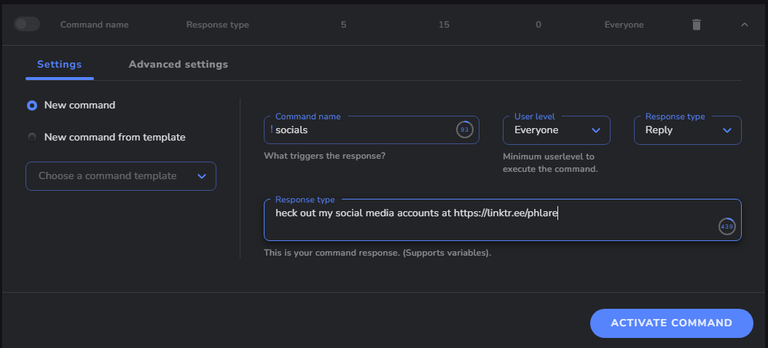 Command name Response type 5 15 0 Everyone
Settings Advanced settings
New command
New command from template
Choose a command template
Command name
! socials
93
What triggers the response?
User level
Everyone
Minimum userlevel to
execute the command.
Response type
Reply
Response type
heck out my social media accounts at https://linktr.ee/phlare
439
This is your command response. (Supports variables).
ACTIVATE COMMAND